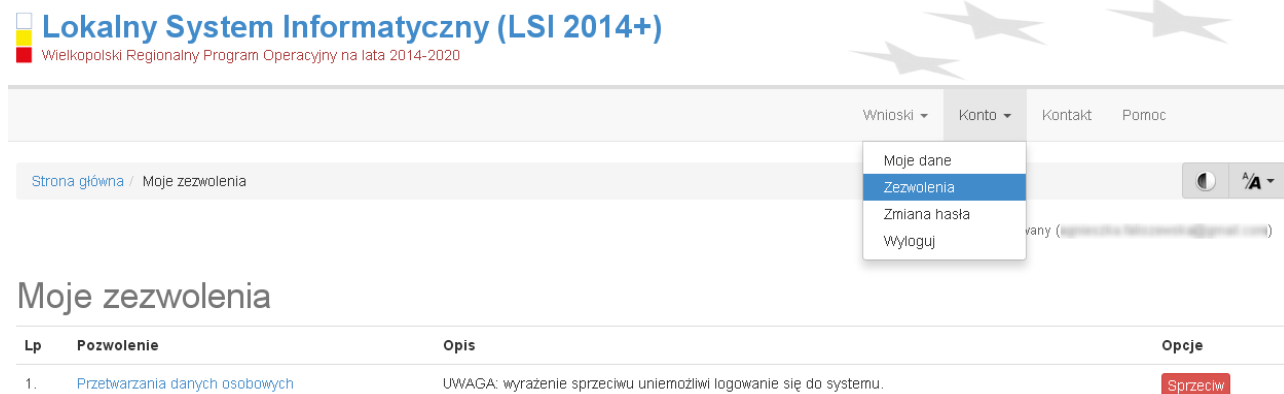 Lokalny System Informatyczny (LSI 2014+)
Wielkopolski Regionalny Program Operacyjny na lata 2014-2020
Wnioski Konto Kontakt Pomoc
Moje dane
Zezwolenia
Zmiana hasła
Wyloguj
Strona główna / Moje zezwolenia
A/A
wany ( )
Moje zezwolenia
Lp Pozwolenie Opis Opcje
1. Przetwarzania danych osobowych UWAGA: wyrażenie sprzeciwu uniemożliwi logowanie się do systemu. Sprzeciw